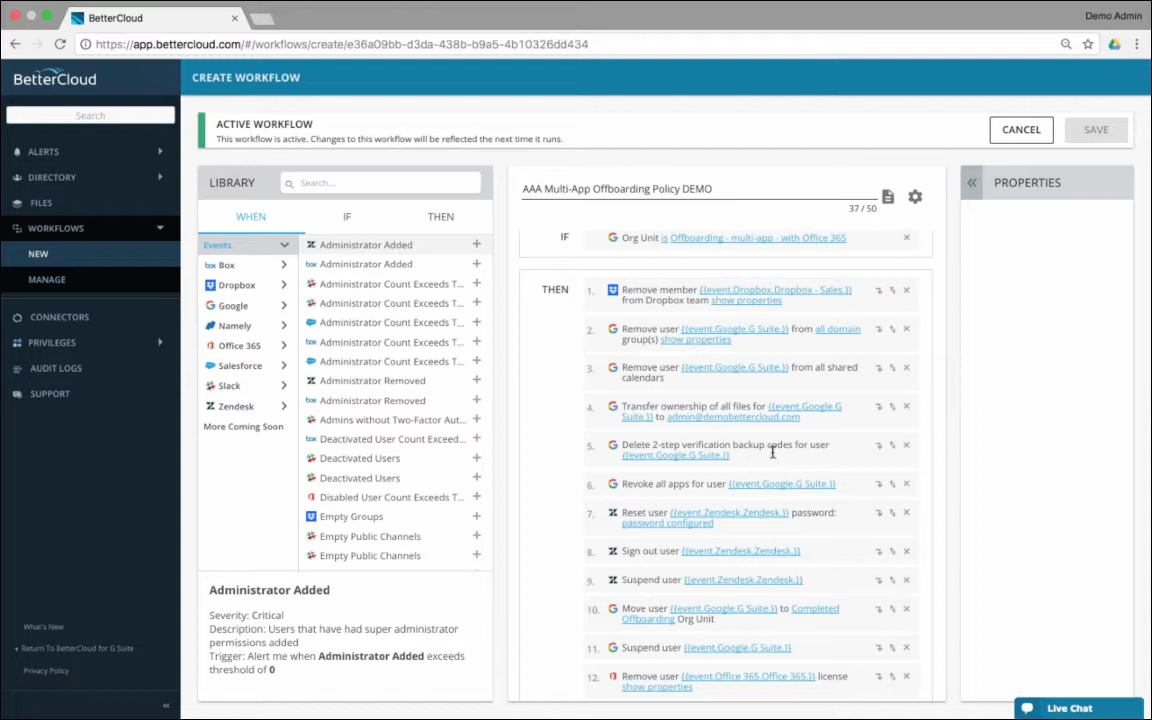 BetterCloud
Demo Admin
https://app.bettercloud.com/#/workflows/create/e36a09bb-d3da-438b-b9a5-4b10326dd434
BetterCloud
CREATE WORKFLOW
Search
ALERTS
DIRECTORY
FILES
WORKFLOWS
NEW
MANAGE
CONNECTORS
PRIVILEGES
AUDIT LOGS
SUPPORT
What's New
Return To BetterCloud for G Suite
Privacy Policy
ACTIVE WORKFLOW
This workflow is active. Changes to this workflow will be reflected the next time it runs.
CANCEL
SAVE
LIBRARY
Search...
WHEN IF THEN
Events
box Box
Dropbox
Google
Namely
Office 365
Salesforce
Slack
Zendesk
More Coming Soon
Administrator Added
box Administrator Added
Administrator Count Exceeds T...
Administrator Count Exceeds T...
Administrator Count Exceeds T...
box Administrator Count Exceeds T...
Administrator Count Exceeds T...
Administrator Removed
box Administrator Removed
Admins without Two-Factor Aut...
box Deactivated User Count Exceed...
Deactivated Users
Deactivated Users
Disabled User Count Exceeds T...
Empty Groups
Empty Public Channels
Empty Public Channels
Administrator Added
Severity: Critical
Description: Users that have had super administrator
permissions added
Trigger: Alert me when Administrator Added exceeds
threshold of 0
AAA Multi-App Offboarding Policy DEMO
37 / 50
IF
Org Unit is Offboarding - multi-app - with Office 365
THEN
1. Remove member {{event.Dropbox.Dropbox - Sales.}}
from Dropbox team show properties
2. Remove user {{event.Google.G Suite.}} from all domain
group(s) show properties
3. Remove user {{event.Google.G Suite.}} from all shared
calendars
4. Transfer ownership of all files for {{event.Google.G
Suite.}} to admin@demobettercloud.com
5. Delete 2-step verification backup codes for user
{{event.Google.G Suite.}}
6. Revoke all apps for user {{event.Google.G Suite.}}
7. Reset user {{event.Zendesk.Zendesk.}} password:
password configured
8. Sign out user {{event.Zendesk.Zendesk.}}
9. Suspend user {{event.Zendesk.Zendesk.}}
10. Move user {{event.Google.G Suite.}} to Completed
Offboarding Org Unit
11. Suspend user {{event.Google.G Suite.}}
12. Remove user {{event.Office 365.Office 365.}} license
show properties
PROPERTIES
Live Chat